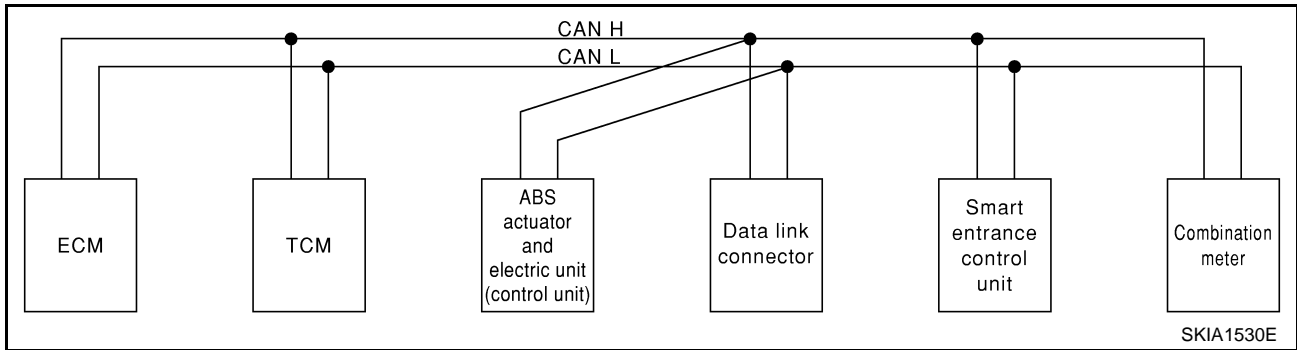 CAN H
CAN L
ECM
TCM
ABS
actuator
and
electric unit
(control unit)
Data link
connector
Smart
entrance
control
unit
Combination
meter
SKIA1530E